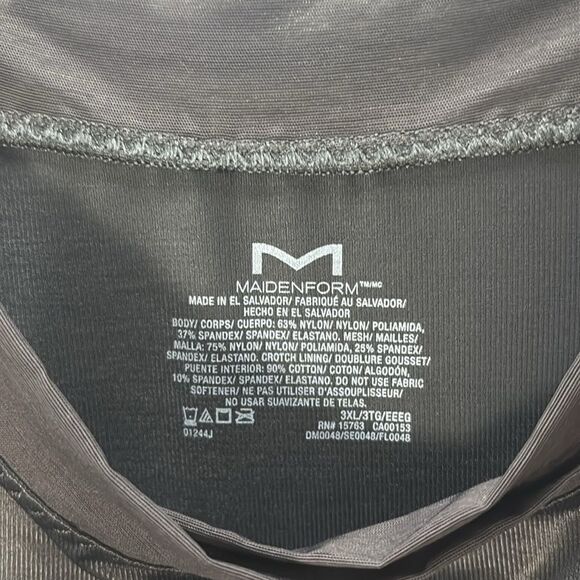 M
MAIDENFORM™/MC
MADE IN EL SALVADOR/ FABRIQUÉ AU SALVADOR/
HECHO EN EL SALVADOR
BODY/ CORPS/ CUERPO: 63% NYLON/ NYLON/ POLIAMIDA,
37% SPANDEX/ SPANDEX/ ELASTANO. MESH/ MAILLES/
MALLA: 75% NYLON/ NYLON/ POLIAMIDA, 25% SPANDEX/
SPANDEX/ ELASTANO. CROTCH LINING/ DOUBLURE GOUSSET/
PUENTE INTERIOR: 90% COTTON/ COTON/ ALGODÓN,
10% SPANDEX/ SPANDEX/ ELASTANO. DO NOT USE FABRIC
SOFTENER/ NE PAS UTILISER D'ASSOUPLISSEUR/
NO USAR SUAVIZANTE DE TELAS.
3XL/3TG/EEEG
RN# 15763 CA00153
01244J DM0048/SE0048/FL0048